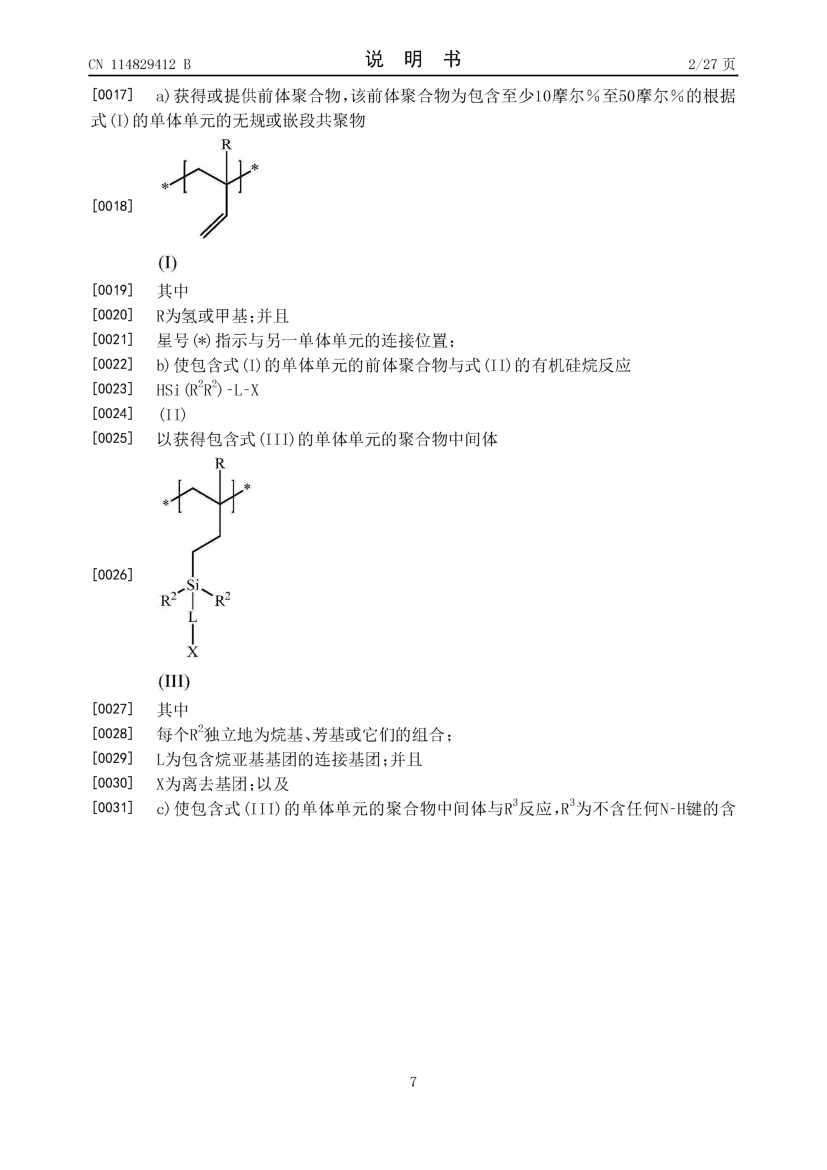 CN 114829412 B
说 明 书
2/27 页
[0017] a)获得或提供前体聚合物,该前体聚合物为包含至少10摩尔%至50摩尔%的根据
式(I)的单体单元的无规或嵌段共聚物
R
* *
[0018]
(I)
[0019] 其中
[0020] R为氢或甲基;并且
[0021] 星号(*)指示与另一单体单元的连接位置;
[0022] b)使包含式(I)的单体单元的前体聚合物与式(II)的有机硅烷反应
[0023] HSi(R²R²)-L-X
[0024] (II)
[0025] 以获得包含式(III)的单体单元的聚合物中间体
R
* *
[0026]
Si
R² R²
L
X
(III)
[0027] 其中
[0028] 每个R²独立地为烷基、芳基或它们的组合;
[0029] L为包含烷亚基基团的连接基团;并且
[0030] X为离去基团;以及
[0031] c)使包含式(III)的单体单元的聚合物中间体与R³反应,R³为不含任何N-H键的含
7